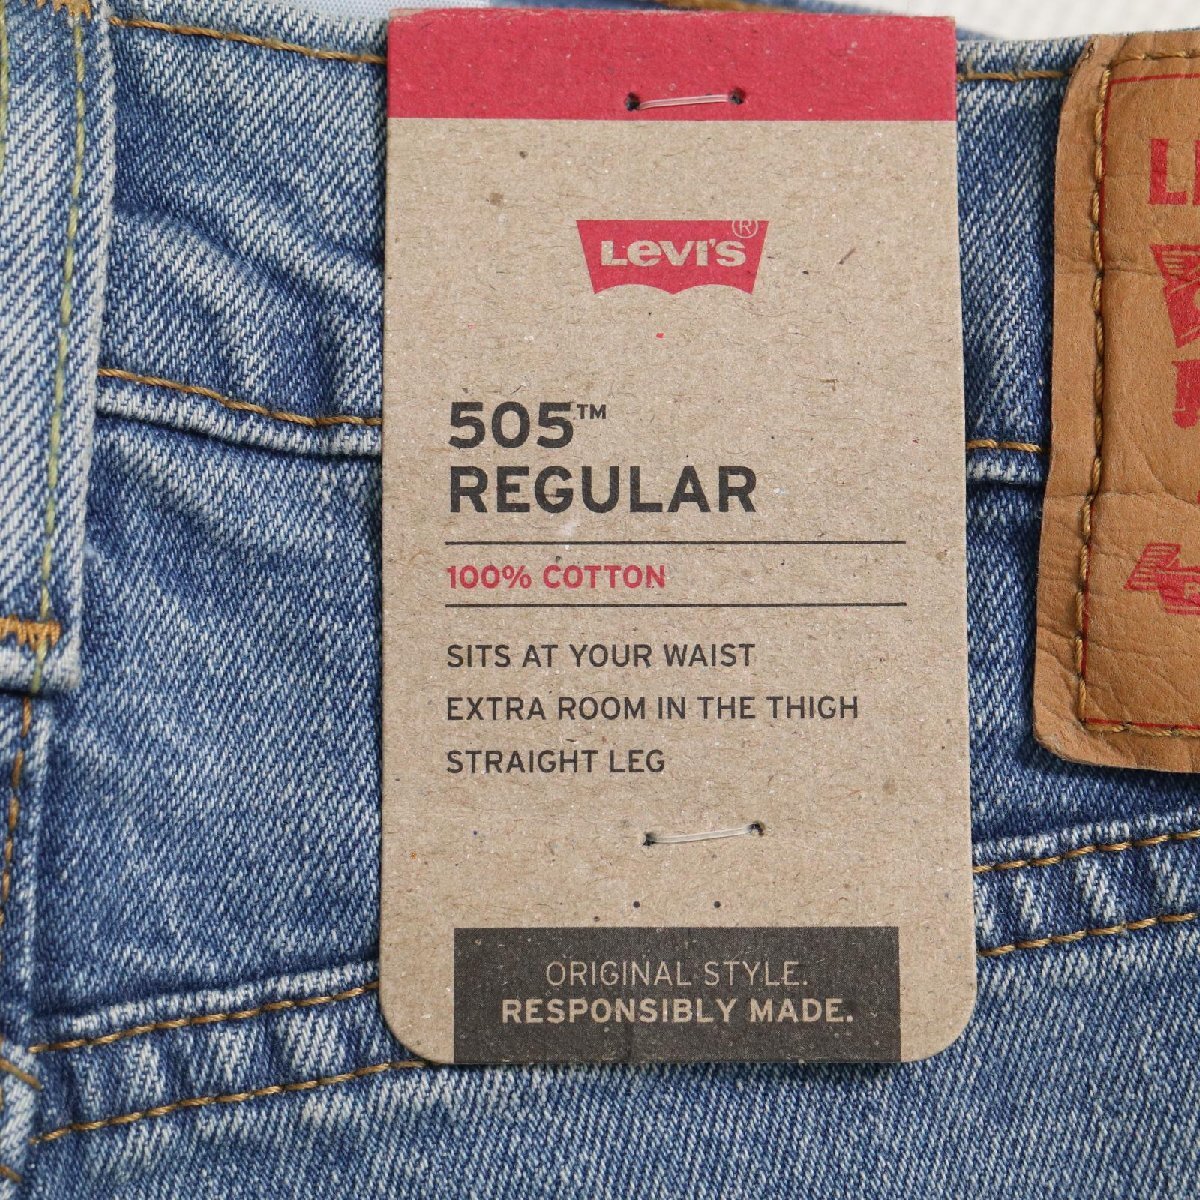 LEVI'S®
505™
REGULAR
100% COTTON
SITS AT YOUR WAIST
EXTRA ROOM IN THE THIGH
STRAIGHT LEG
ORIGINAL STYLE.
RESPONSIBLY MADE.